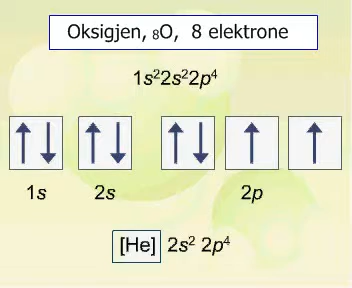 Oksigjen, ₈O, 8 elektrone
1s²2s²2p⁴
1s 2s 2p
[He] 2s² 2p⁴